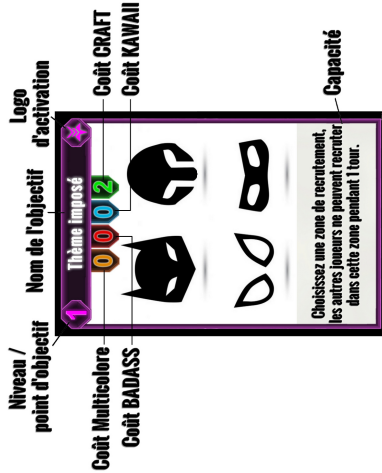 Niveau /
point d'objectif
Nom de l'objectif
Logo
d'activation
1
Thème imposé
0
0
0
2
Coût Multicolore
Coût BADASS
Coût CRAFT
Coût KAWAII
Choisissez une zone de recrutement,
les autres joueurs ne peuvent recruter
dans cette zone pendant 1 tour.
Capacité